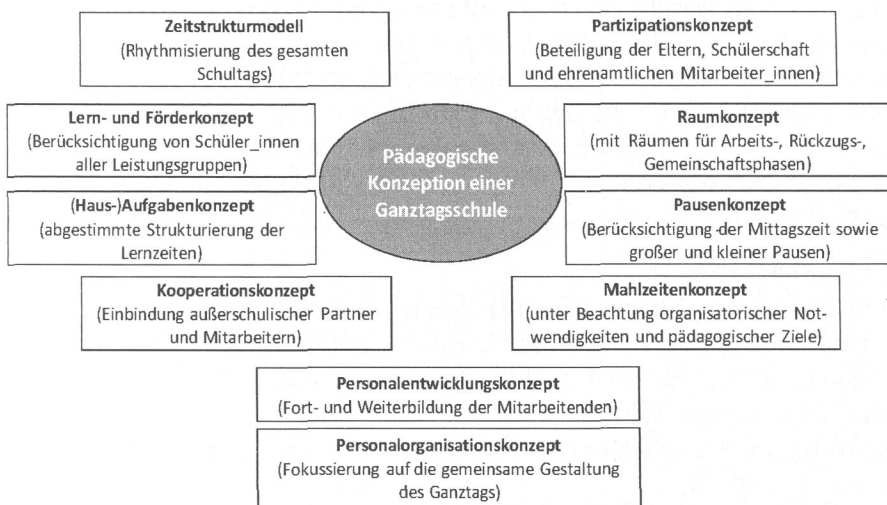 Zeitstrukturmodell
(Rhythmisierung des gesamten
Schultags)
Partizipationskonzept
(Beteiligung der Eltern, Schülerschaft
und ehrenamtlichen Mitarbeiter_innen)
Lern- und Förderkonzept
(Berücksichtigung von Schüler_innen
aller Leistungsgruppen)
Pädagogische
Konzeption einer
Ganztagsschule
Raumkonzept
(mit Räumen für Arbeits-, Rückzugs-,
Gemeinschaftsphasen)
(Haus-)Aufgabenkonzept
(abgestimmte Strukturierung der
Lernzeiten)
Pausenkonzept
(Berücksichtigung der Mittagszeit sowie
großer und kleiner Pausen)
Kooperationskonzept
(Einbindung außerschulischer Partner
und Mitarbeitern)
Mahlzeitenkonzept
(unter Beachtung organisatorischer Not-
wendigkeiten und pädagogischer Ziele)
Personalentwicklungskonzept
(Fort- und Weiterbildung der Mitarbeitenden)
Personalorganisationskonzept
(Fokussierung auf die gemeinsame Gestaltung
des Ganztags)